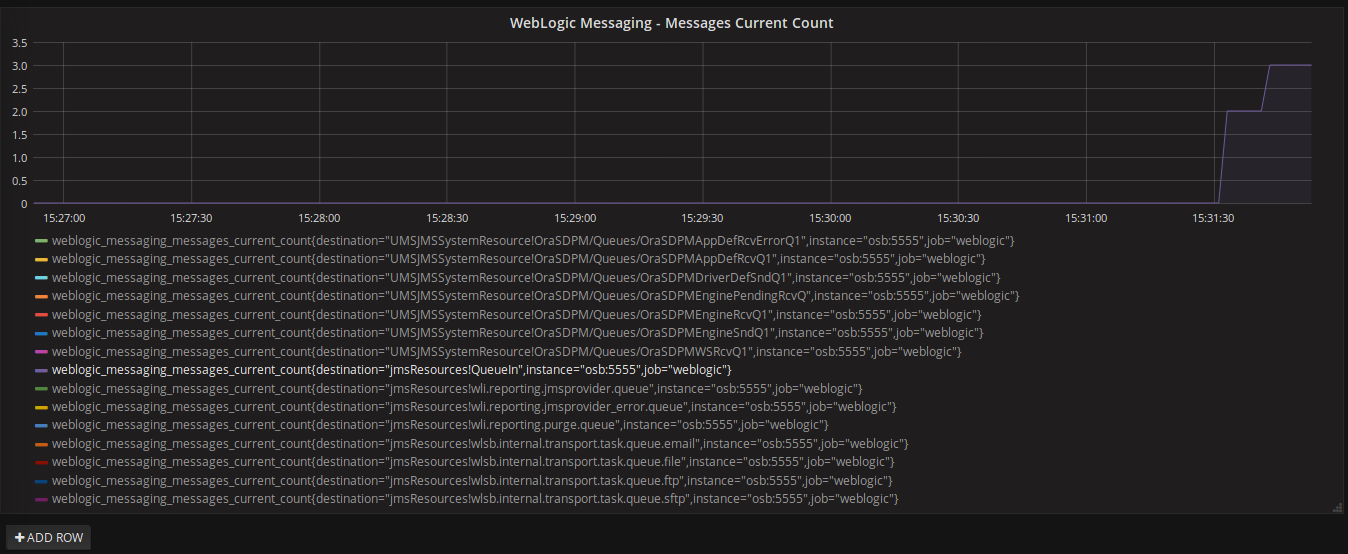 WebLogic Messaging - Messages Current Count
3.5
3.0
2.5
2.0
1.5
1.0
0.5
0
15:27:00 15:27:30 15:28:00 15:28:30 15:29:00 15:29:30 15:30:00 15:30:30 15:31:00 15:31:30
weblogic_messaging_messages_current_count{destination="UMSJMSSystemResource!OraSDPM/Queues/OraSDPMAppDefRcvErrorQ1",instance="osb:5555",job="weblogic"}
weblogic_messaging_messages_current_count{destination="UMSJMSSystemResource!OraSDPM/Queues/OraSDPMAppDefRcvQ1",instance="osb:5555",job="weblogic"}
weblogic_messaging_messages_current_count{destination="UMSJMSSystemResource!OraSDPM/Queues/OraSDPMDriverDefSndQ1",instance="osb:5555",job="weblogic"}
weblogic_messaging_messages_current_count{destination="UMSJMSSystemResource!OraSDPM/Queues/OraSDPMEnginePendingRcvQ",instance="osb:5555",job="weblogic"}
weblogic_messaging_messages_current_count{destination="UMSJMSSystemResource!OraSDPM/Queues/OraSDPMEngineRcvQ1",instance="osb:5555",job="weblogic"}
weblogic_messaging_messages_current_count{destination="UMSJMSSystemResource!OraSDPM/Queues/OraSDPMEngineSndQ1",instance="osb:5555",job="weblogic"}
weblogic_messaging_messages_current_count{destination="UMSJMSSystemResource!OraSDPM/Queues/OraSDPMWSRcvQ1",instance="osb:5555",job="weblogic"}
weblogic_messaging_messages_current_count{destination="jmsResources!QueueIn",instance="osb:5555",job="weblogic"}
weblogic_messaging_messages_current_count{destination="jmsResources!wli.reporting.jmsprovider.queue",instance="osb:5555",job="weblogic"}
weblogic_messaging_messages_current_count{destination="jmsResources!wli.reporting.jmsprovider_error.queue",instance="osb:5555",job="weblogic"}
weblogic_messaging_messages_current_count{destination="jmsResources!wli.reporting.purge.queue",instance="osb:5555",job="weblogic"}
weblogic_messaging_messages_current_count{destination="jmsResources!wlsb.internal.transport.task.queue.email",instance="osb:5555",job="weblogic"}
weblogic_messaging_messages_current_count{destination="jmsResources!wlsb.internal.transport.task.queue.file",instance="osb:5555",job="weblogic"}
weblogic_messaging_messages_current_count{destination="jmsResources!wlsb.internal.transport.task.queue.ftp",instance="osb:5555",job="weblogic"}
weblogic_messaging_messages_current_count{destination="jmsResources!wlsb.internal.transport.task.queue.sftp",instance="osb:5555",job="weblogic"}
+ ADD ROW